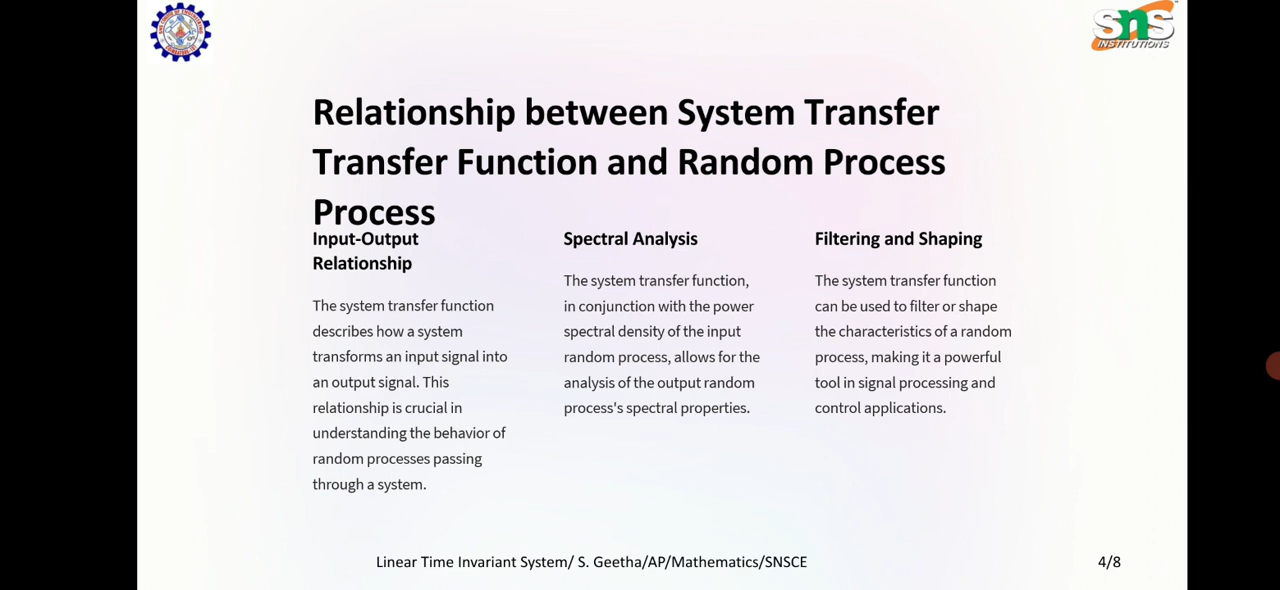 sns
INSTITUTIONS
Relationship between System Transfer
Transfer Function and Random Process
Process
Input-Output
Relationship
The system transfer function
describes how a system
transforms an input signal into
an output signal. This
relationship is crucial in
understanding the behavior of
random processes passing
through a system.
Spectral Analysis
The system transfer function,
in conjunction with the power
spectral density of the input
random process, allows for the
analysis of the output random
process's spectral properties.
Filtering and Shaping
The system transfer function
can be used to filter or shape
the characteristics of a random
process, making it a powerful
tool in signal processing and
control applications.
Linear Time Invariant System/ S. Geetha/AP/Mathematics/SNSCE
4/8